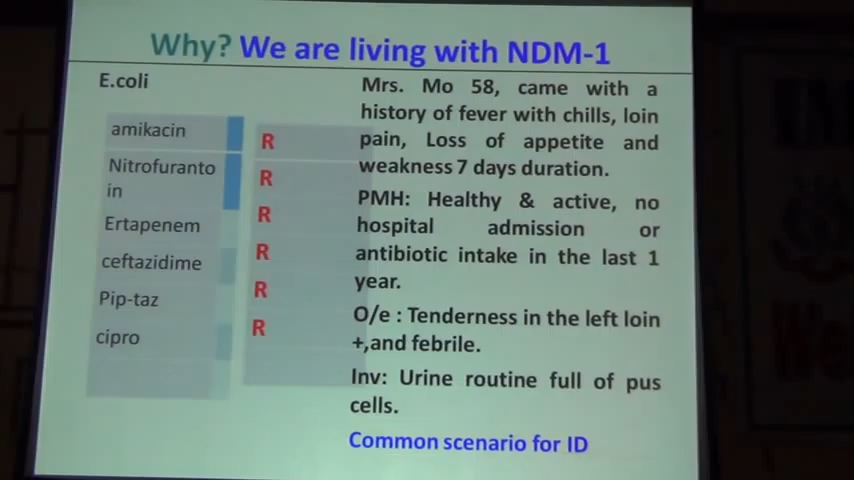 Why? We are living with NDM-1
E.coli
amikacin R
Nitrofuranto
in R
Ertapenem R
ceftazidime R
Pip-taz R
cipro R
Mrs. Mo 58, came with a
history of fever with chills, loin
pain, Loss of appetite and
weakness 7 days duration.
PMH: Healthy & active, no
hospital admission or
antibiotic intake in the last 1
year.
O/e : Tenderness in the left loin
+,and febrile.
Inv: Urine routine full of pus
cells.
Common scenario for ID